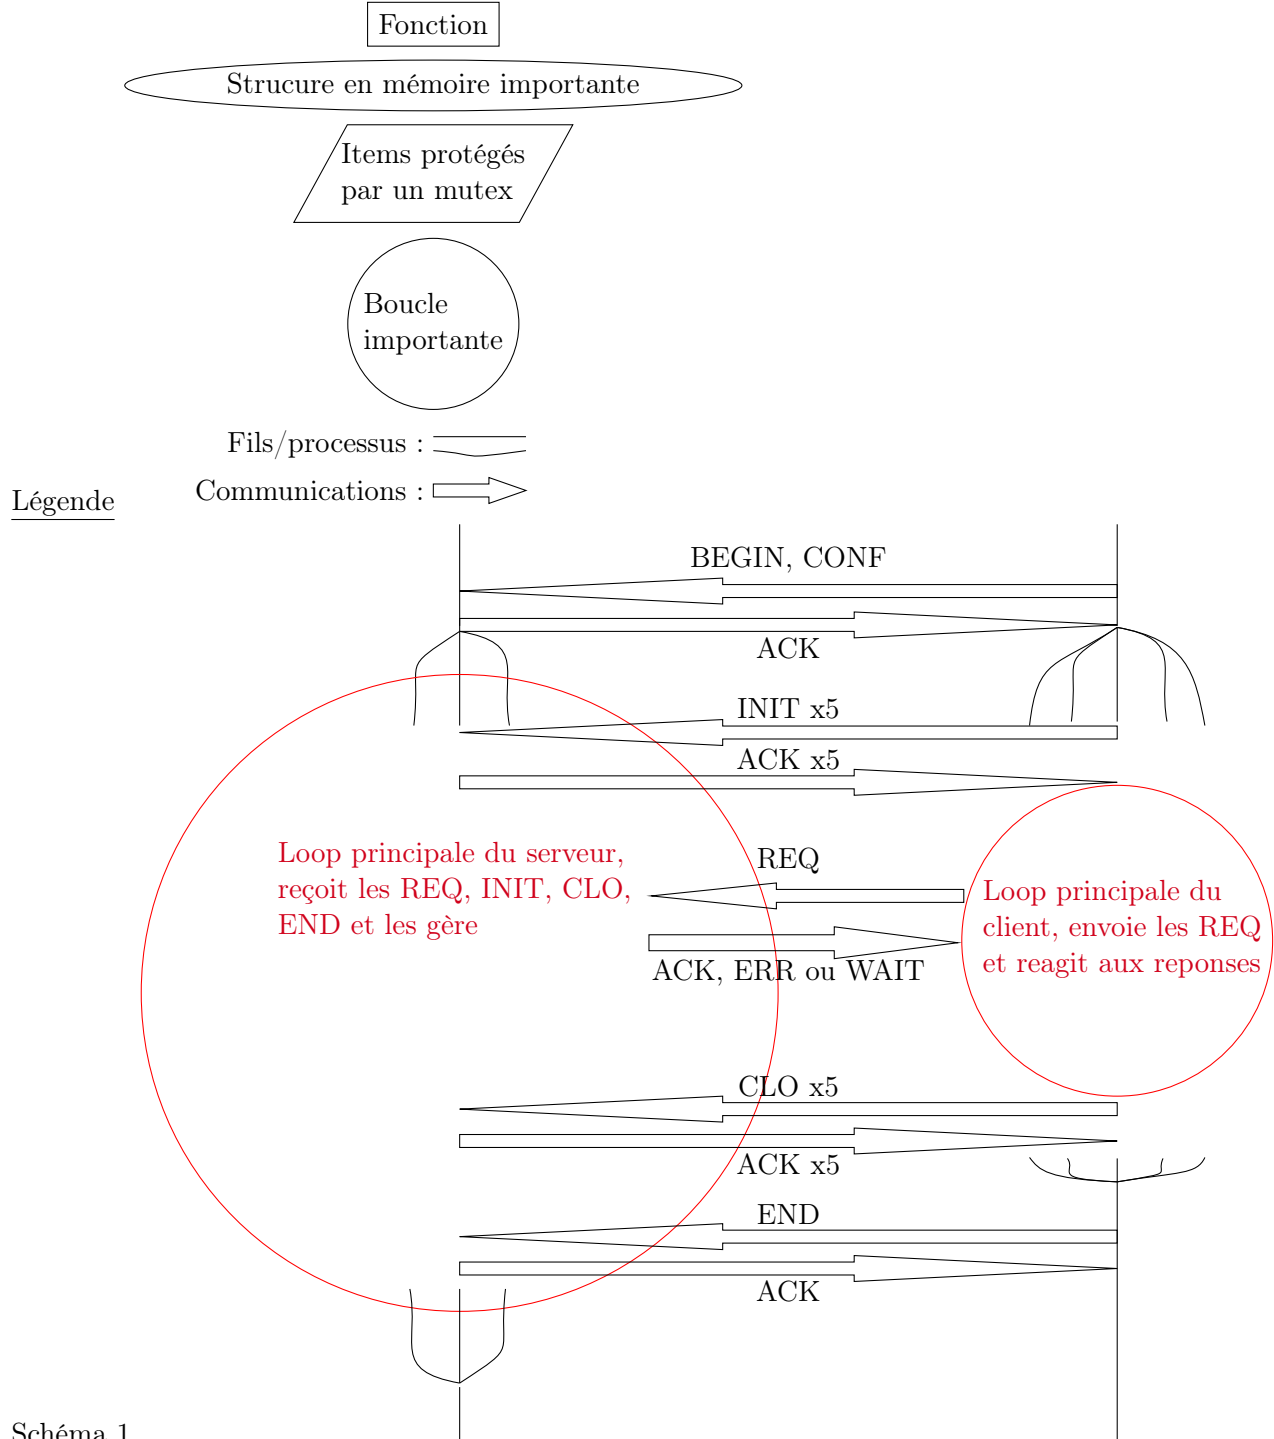 Fonction
Strucure en mémoire importante
Items protégés
par un mutex
Boucle
importante
Fils/processus :
Communications :
Légende
BEGIN, CONF
ACK
INIT x5
ACK x5
Loop principale du serveur,
reçoit les REQ, INIT, CLO,
END et les gère
REQ
ACK, ERR ou WAIT
Loop principale du
client, envoie les REQ
et reagit aux reponses
CLO x5
ACK x5
END
ACK
Schéma 1